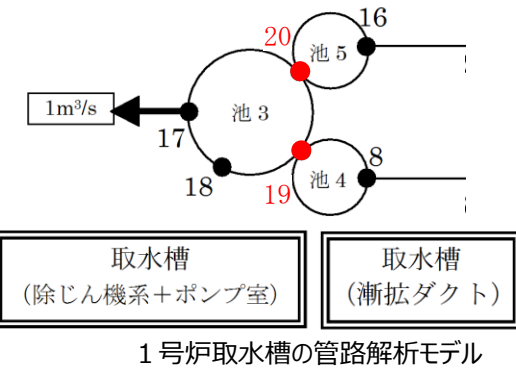 16
20
池 5
1m³/s
池 3
17
8
18
19
池 4
取水槽
（除じん機系＋ポンプ室）
取水槽
（漸拡ダクト）
１号炉取水槽の管路解析モデル